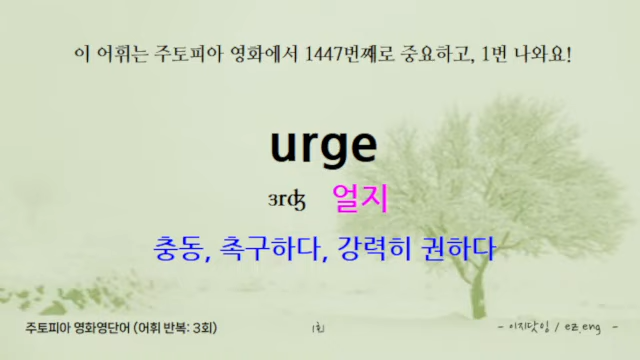 이 어휘는 주토피아 영화에서 1447번째로 중요하고, 1번 나와요!
urge
ɜrʤ 얼지
충동, 촉구하다, 강력히 권하다
주토피아 영화영단어 (어휘 반복: 3회)
1회
- 이지닷잉 / ez.eng -